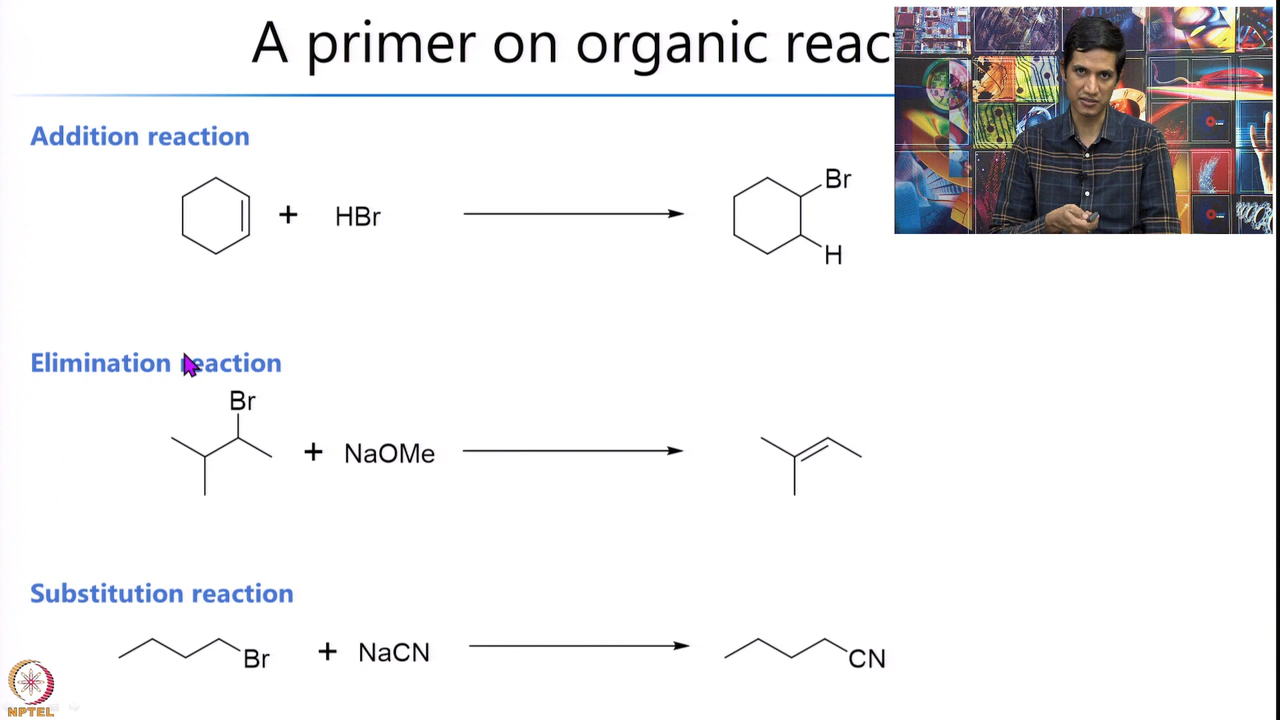 A primer on organic reac
Addition reaction
+ HBr
Br
H
Elimination reaction
Br
+ NaOMe
Substitution reaction
Br + NaCN
CN
NPTEL